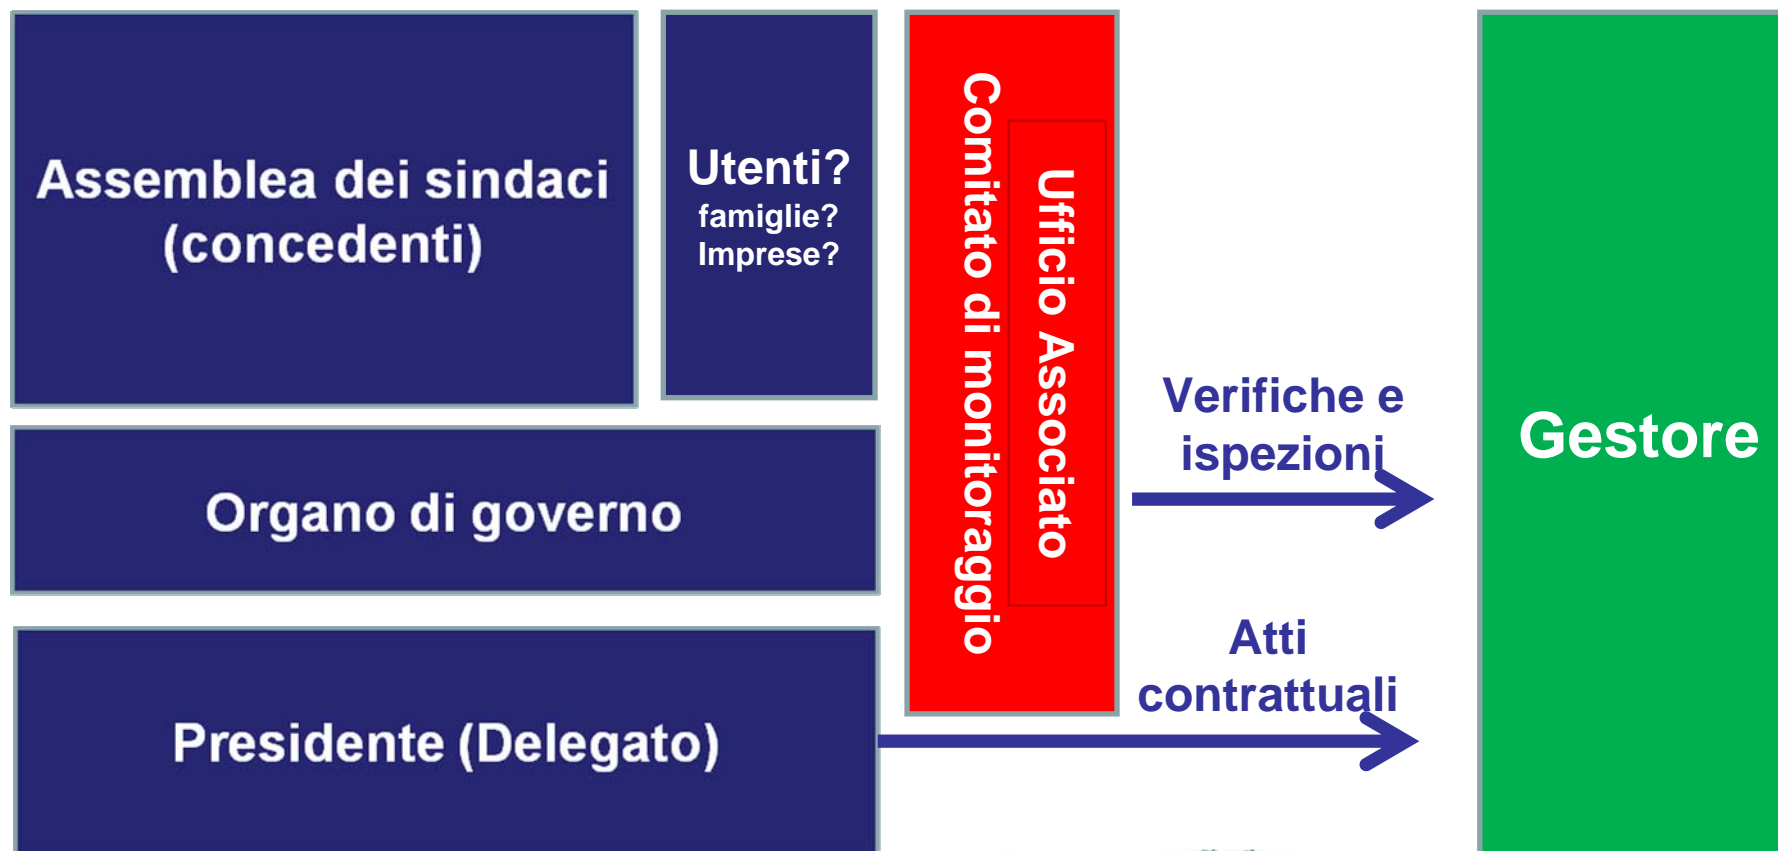 Assemblea dei sindaci
(concedenti)
Utenti?
famiglie?
Imprese?
Organo di governo
Presidente (Delegato)
Comitato di monitoraggio
Ufficio Associato
Verifiche e
ispezioni
Atti
contrattuali
Gestore